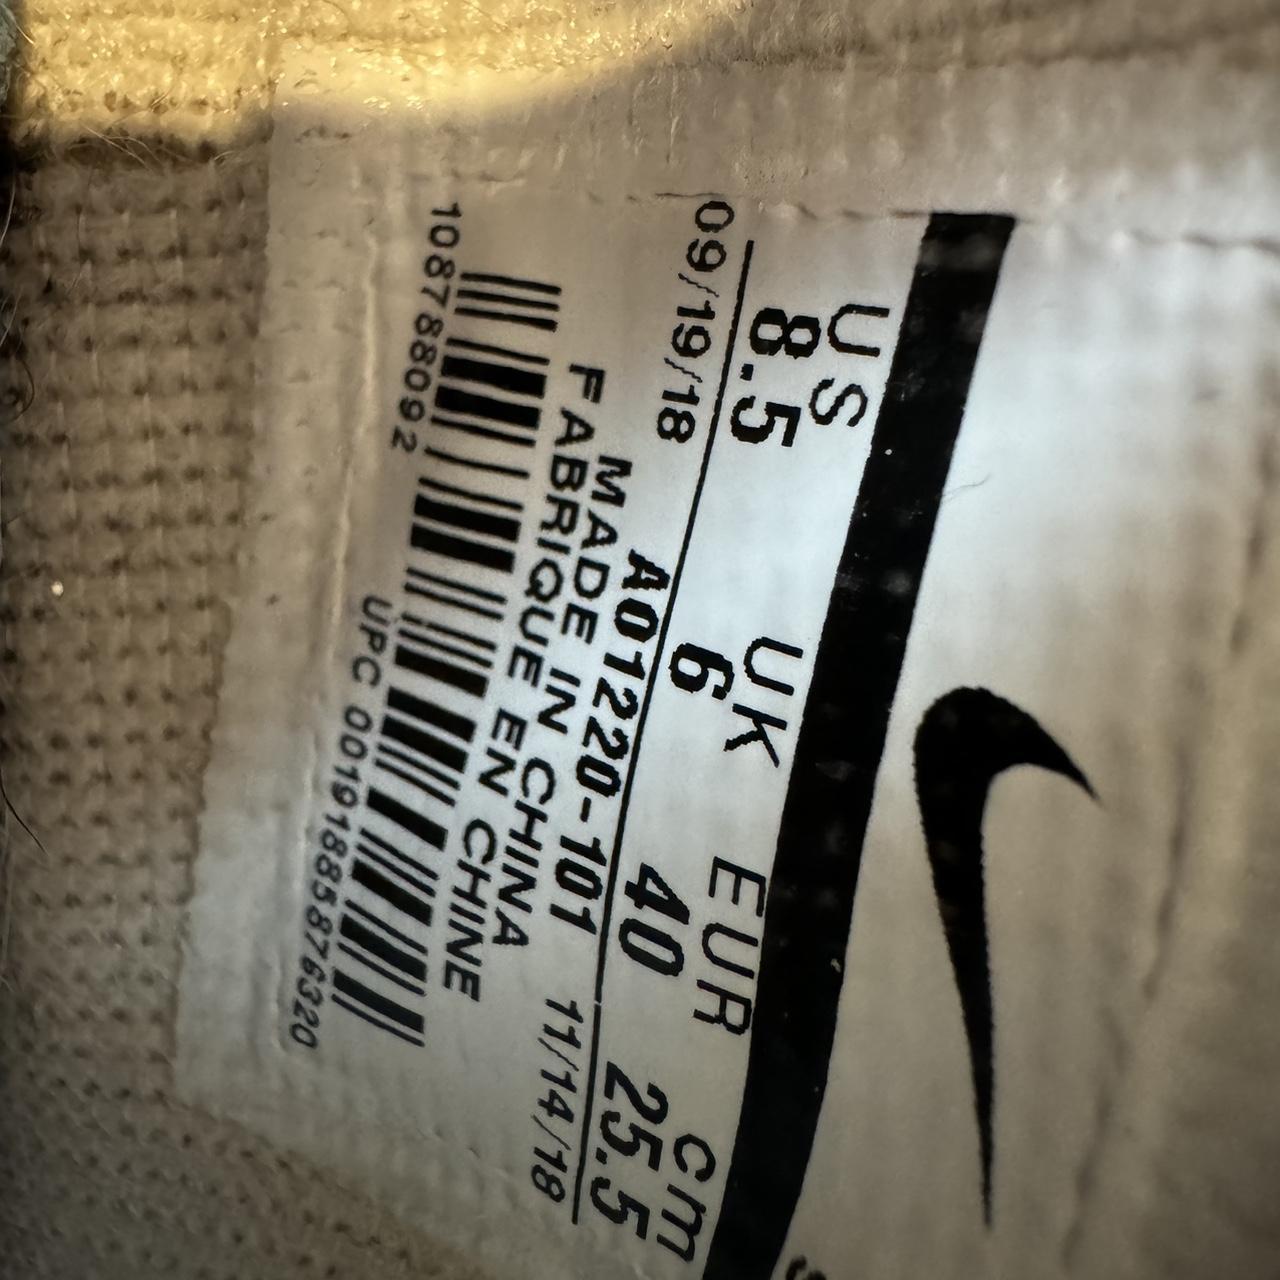 US UK EUR cm
8.5 6 40 25.5
09/19/18 A01220-101 11/14/18
MADE IN CHINA
FABRIQUE EN CHINE
108788092 UPC 00191885876320